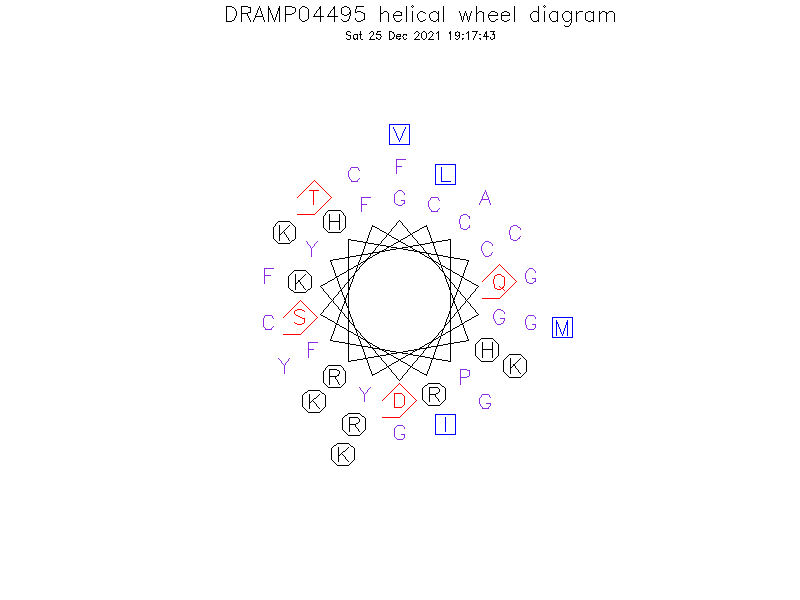 DRAMP04495 helical wheel diagram
Sat 25 Dec 2021 19:17:43
V
C F L
T F G C A
K H C C
Y C
F K Q G
C S G G M
Y F H K
R P
K Y D R G
R G I
K